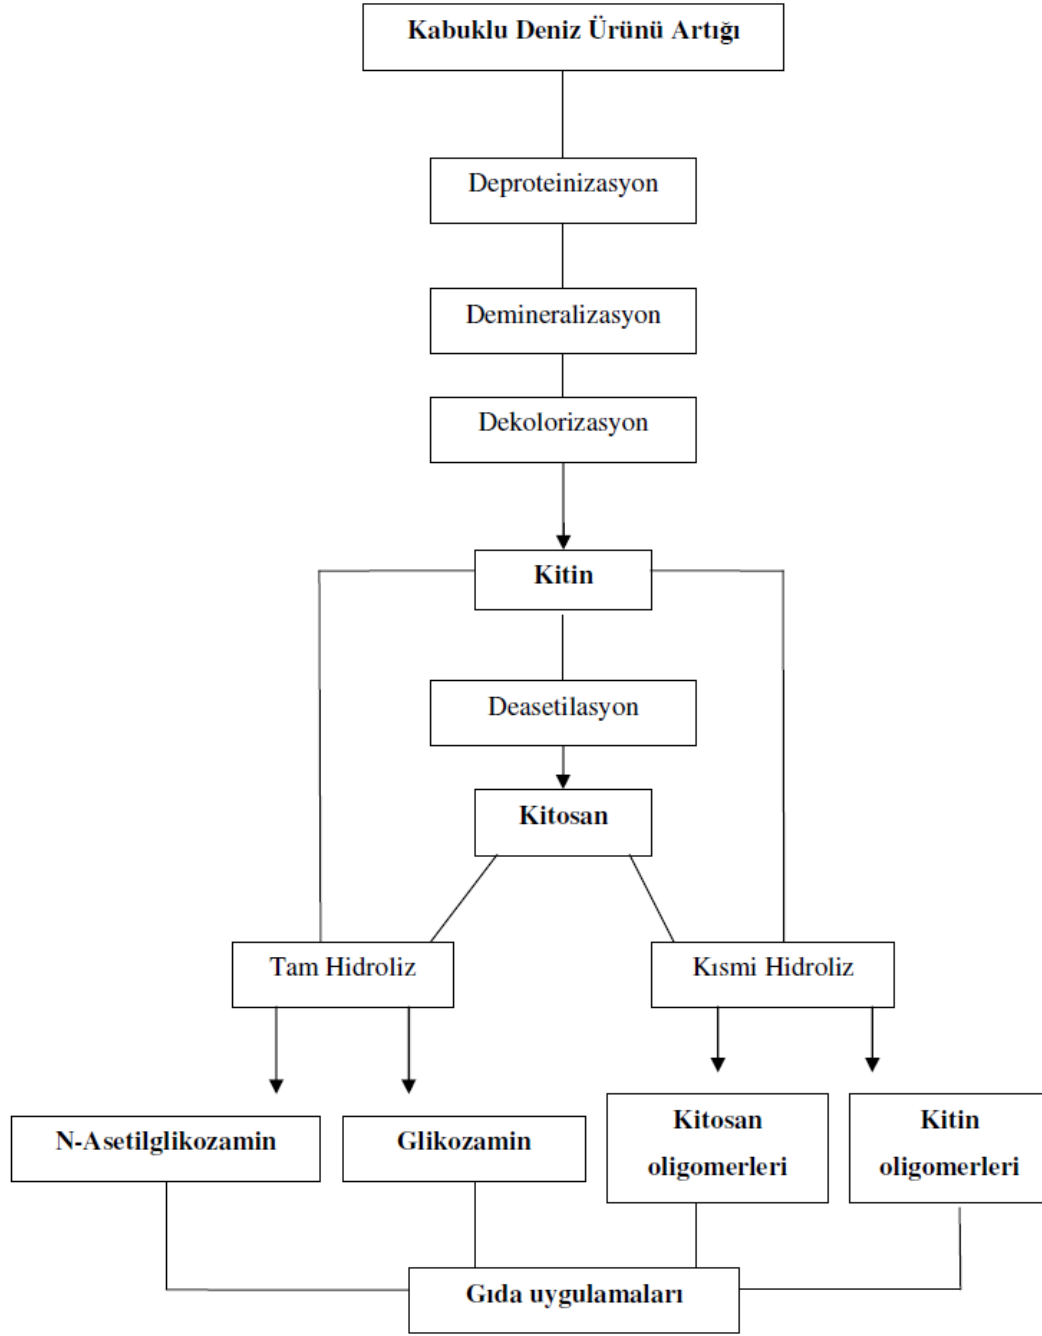 Kabuklu Deniz Ürünü Artığı
Deproteinizasyon
Demineralizasyon
Dekolorizasyon
Kitin
Deasetilasyon
Kitosan
Tam Hidroliz
Kısmi Hidroliz
N-Asetilglikozamin
Glikozamin
Kitosan
oligomerleri
Kitin
oligomerleri
Gıda uygulamaları